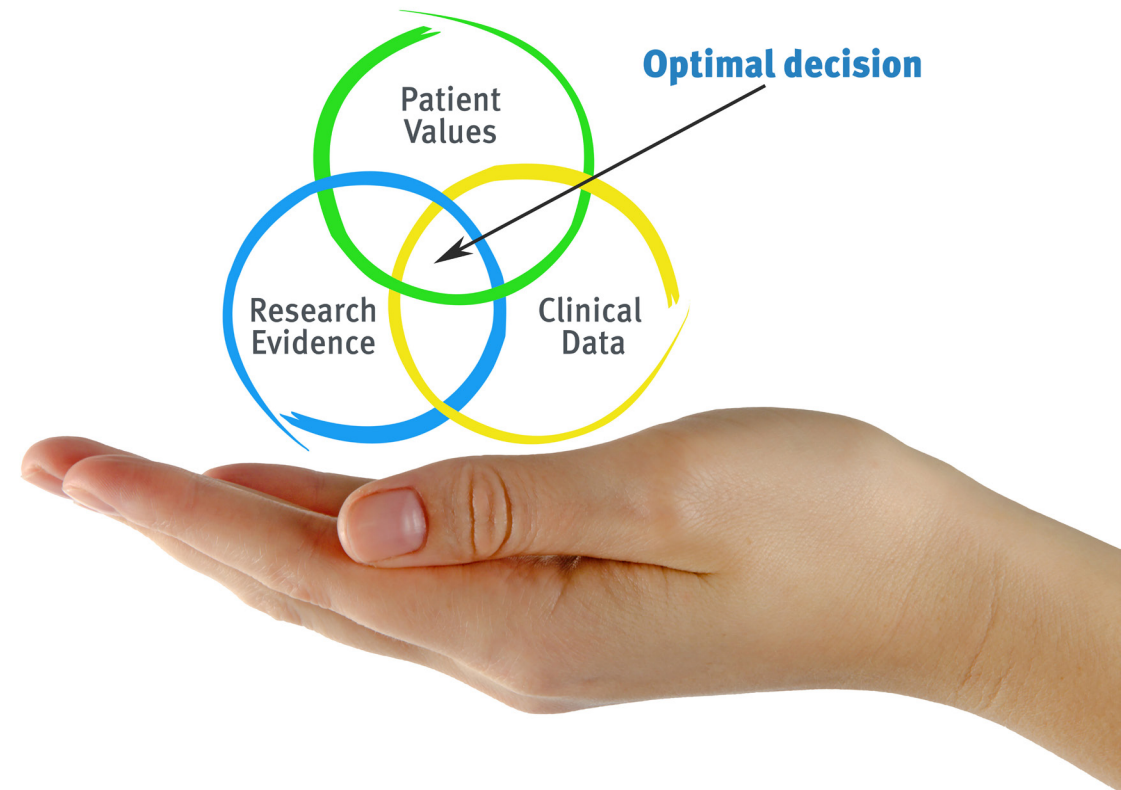 Optimal decision
Patient
Values
Research
Evidence
Clinical
Data